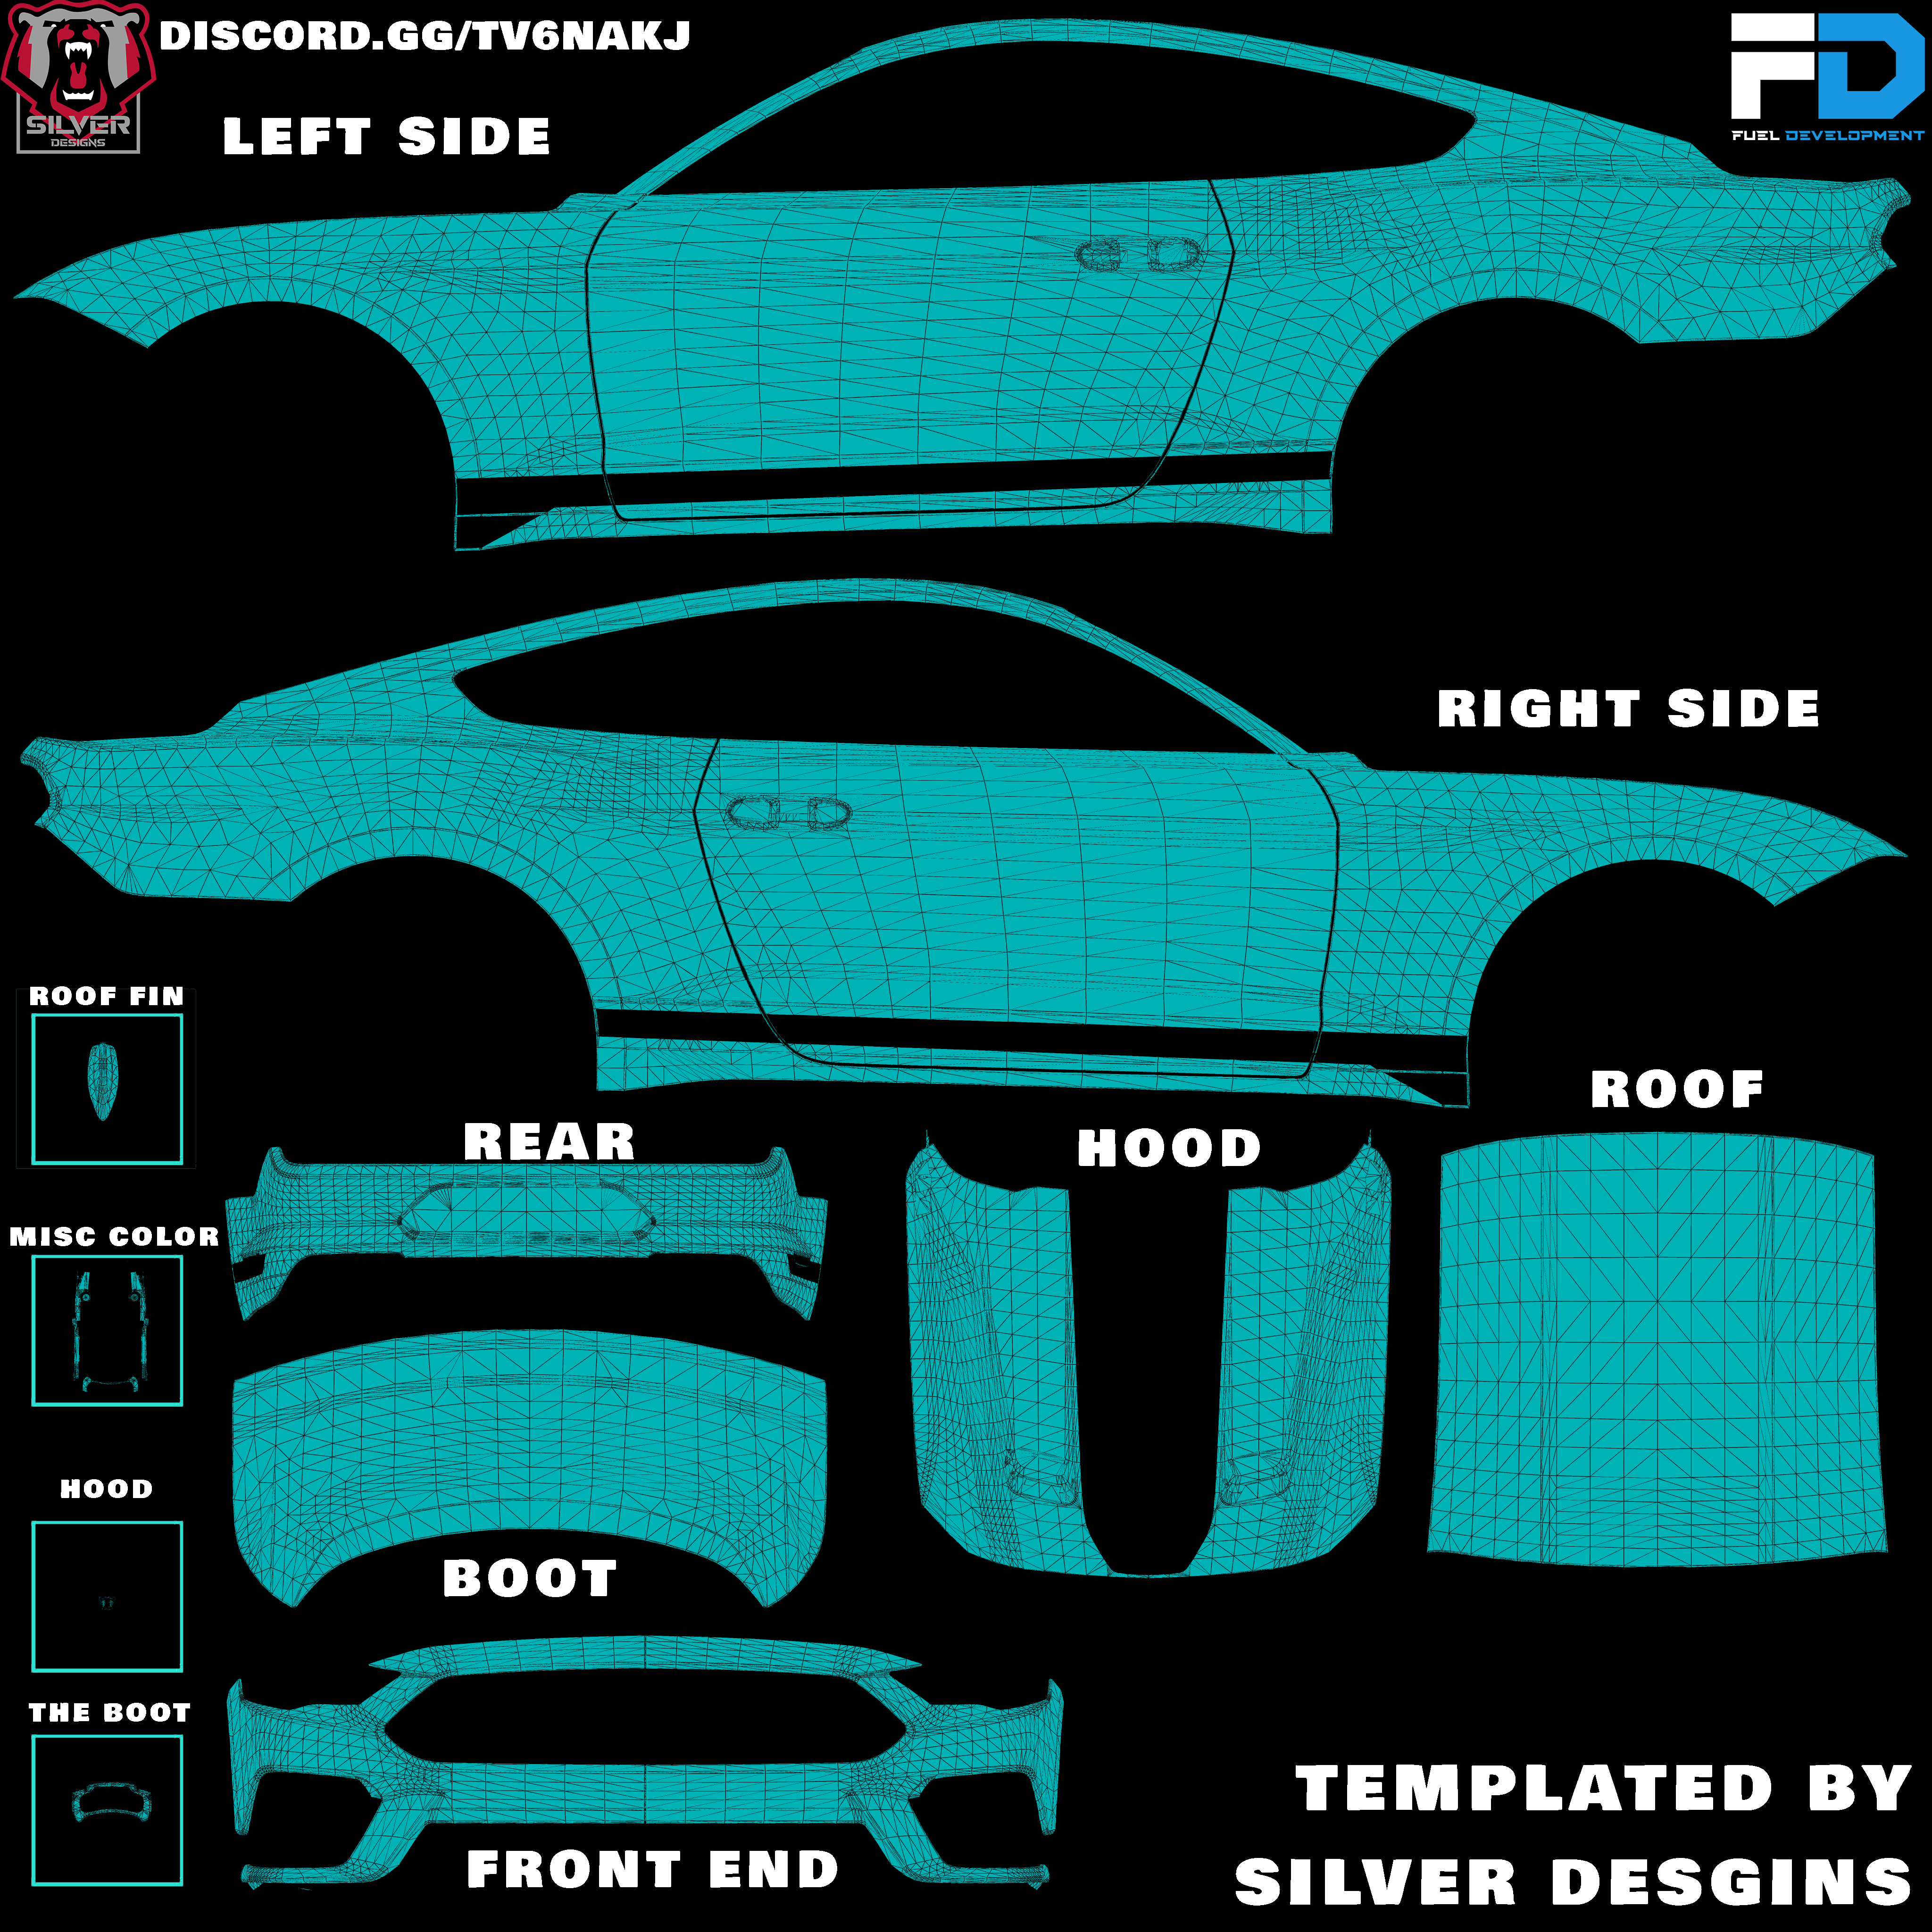 DISCORD.GG/TV6NAKJ
SILVER
DESIGNS
LEFT SIDE
FD
FUEL DEVELOPMENT
RIGHT SIDE
ROOF FIN
ROOF
REAR
HOOD
MISC COLOR
HOOD
BOOT
THE BOOT
FRONT END
TEMPLATED BY
SILVER DESGINS